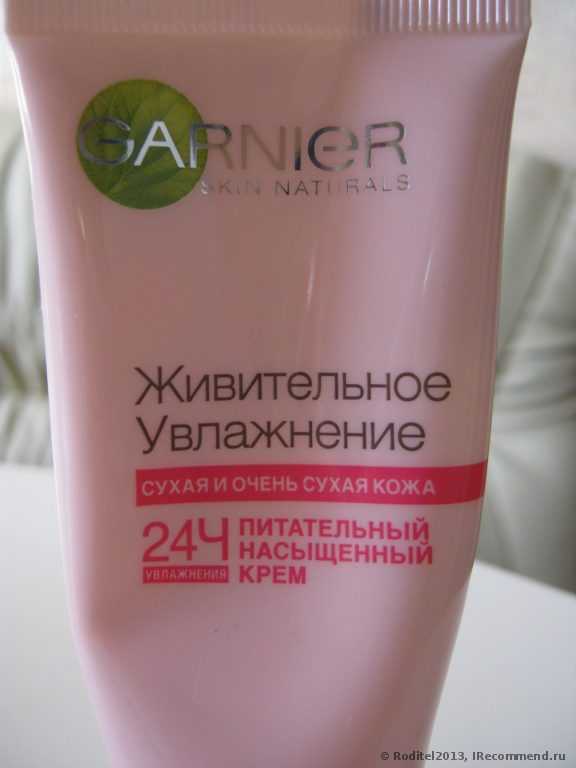 GARNIER
SKIN NATURALS
Живительное
Увлажнение
СУХАЯ И ОЧЕНЬ СУХАЯ КОЖА
24Ч
УВЛАЖНЕНИЯ
ПИТАТЕЛЬНЫЙ
НАСЫЩЕННЫЙ
КРЕМ
© Roditel2013, IRecommend.ru